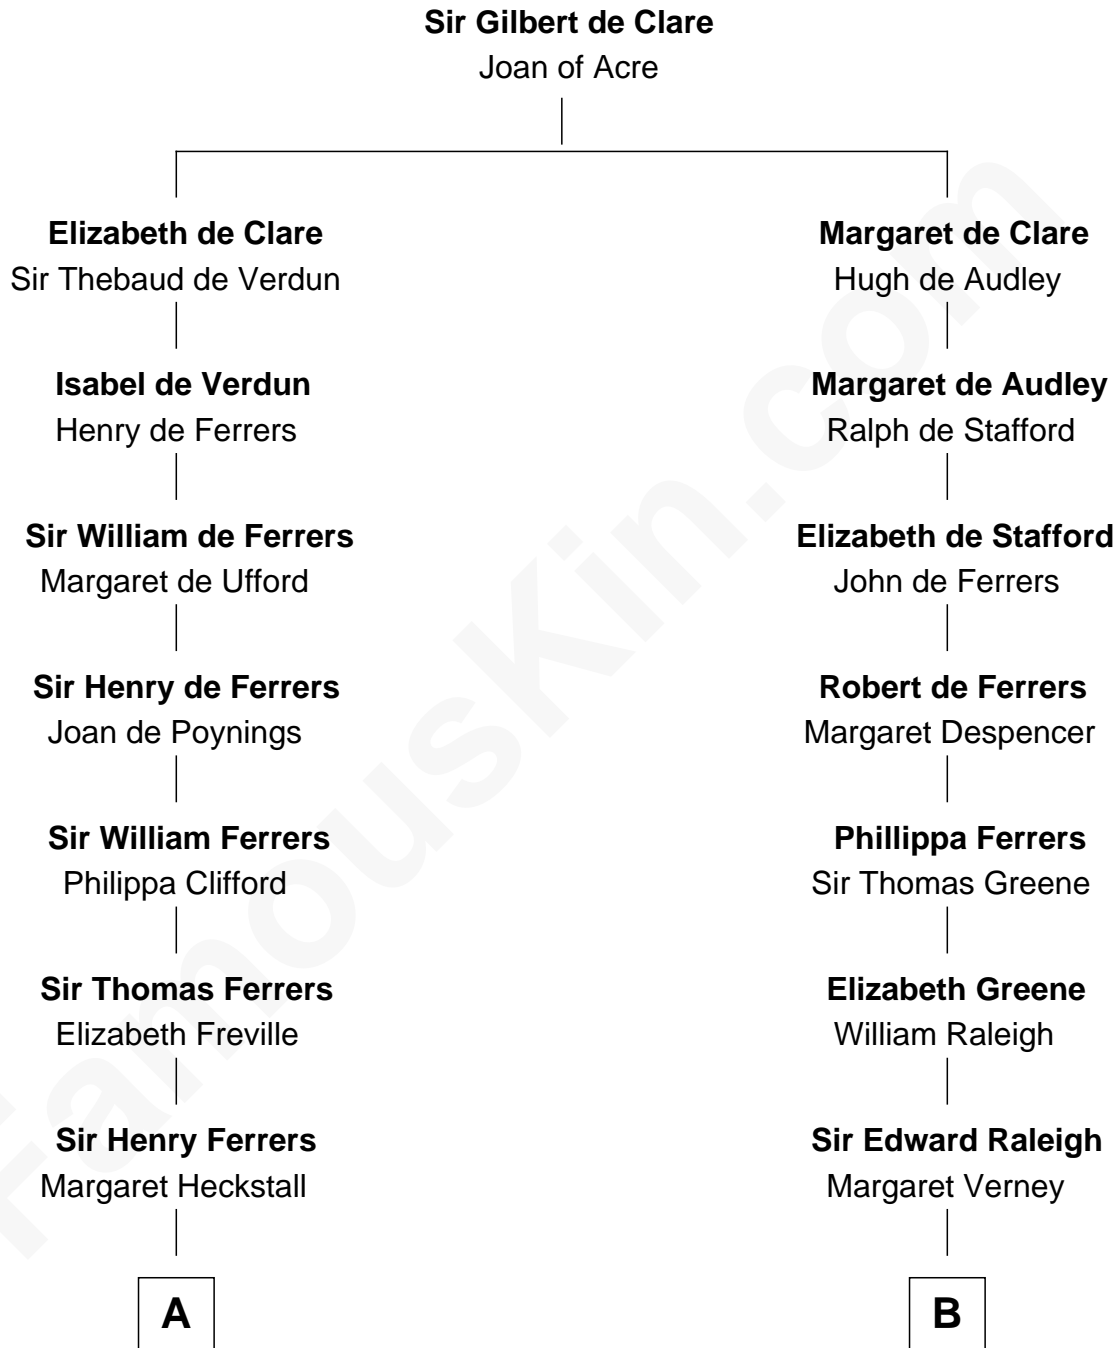 Sir Gilbert de Clare
Joan of Acre
Elizabeth de Clare
Sir Thebaud de Verdun
Margaret de Clare
Hugh de Audley
Isabel de Verdun
Henry de Ferrers
Margaret de Audley
Ralph de Stafford
Sir William de Ferrers
Margaret de Ufford
Elizabeth de Stafford
John de Ferrers
Sir Henry de Ferrers
Joan de Poynings
Robert de Ferrers
Margaret Despencer
Sir William Ferrers
Philippa Clifford
Phillippa Ferrers
Sir Thomas Greene
Sir Thomas Ferrers
Elizabeth Freville
Elizabeth Greene
William Raleigh
Sir Henry Ferrers
Margaret Heckstall
Sir Edward Raleigh
Margaret Verney
A
B
FamousKin.com